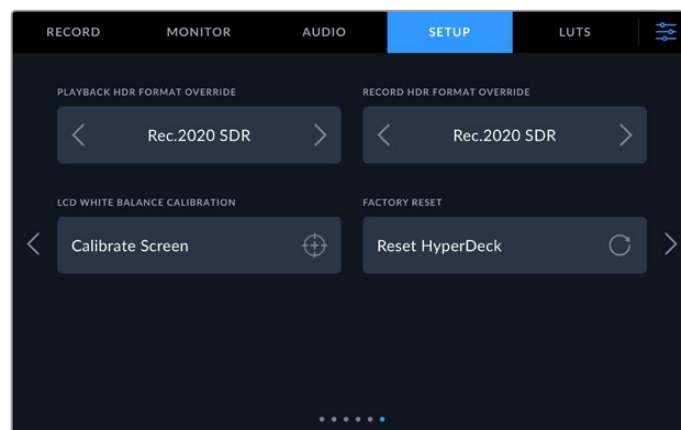 RECORD MONITOR AUDIO SETUP LUTS
PLAYBACK HDR FORMAT OVERRIDE RECORD HDR FORMAT OVERRIDE
Rec.2020 SDR Rec.2020 SDR
LCD WHITE BALANCE CALIBRATION FACTORY RESET
Calibrate Screen Reset HyperDeck